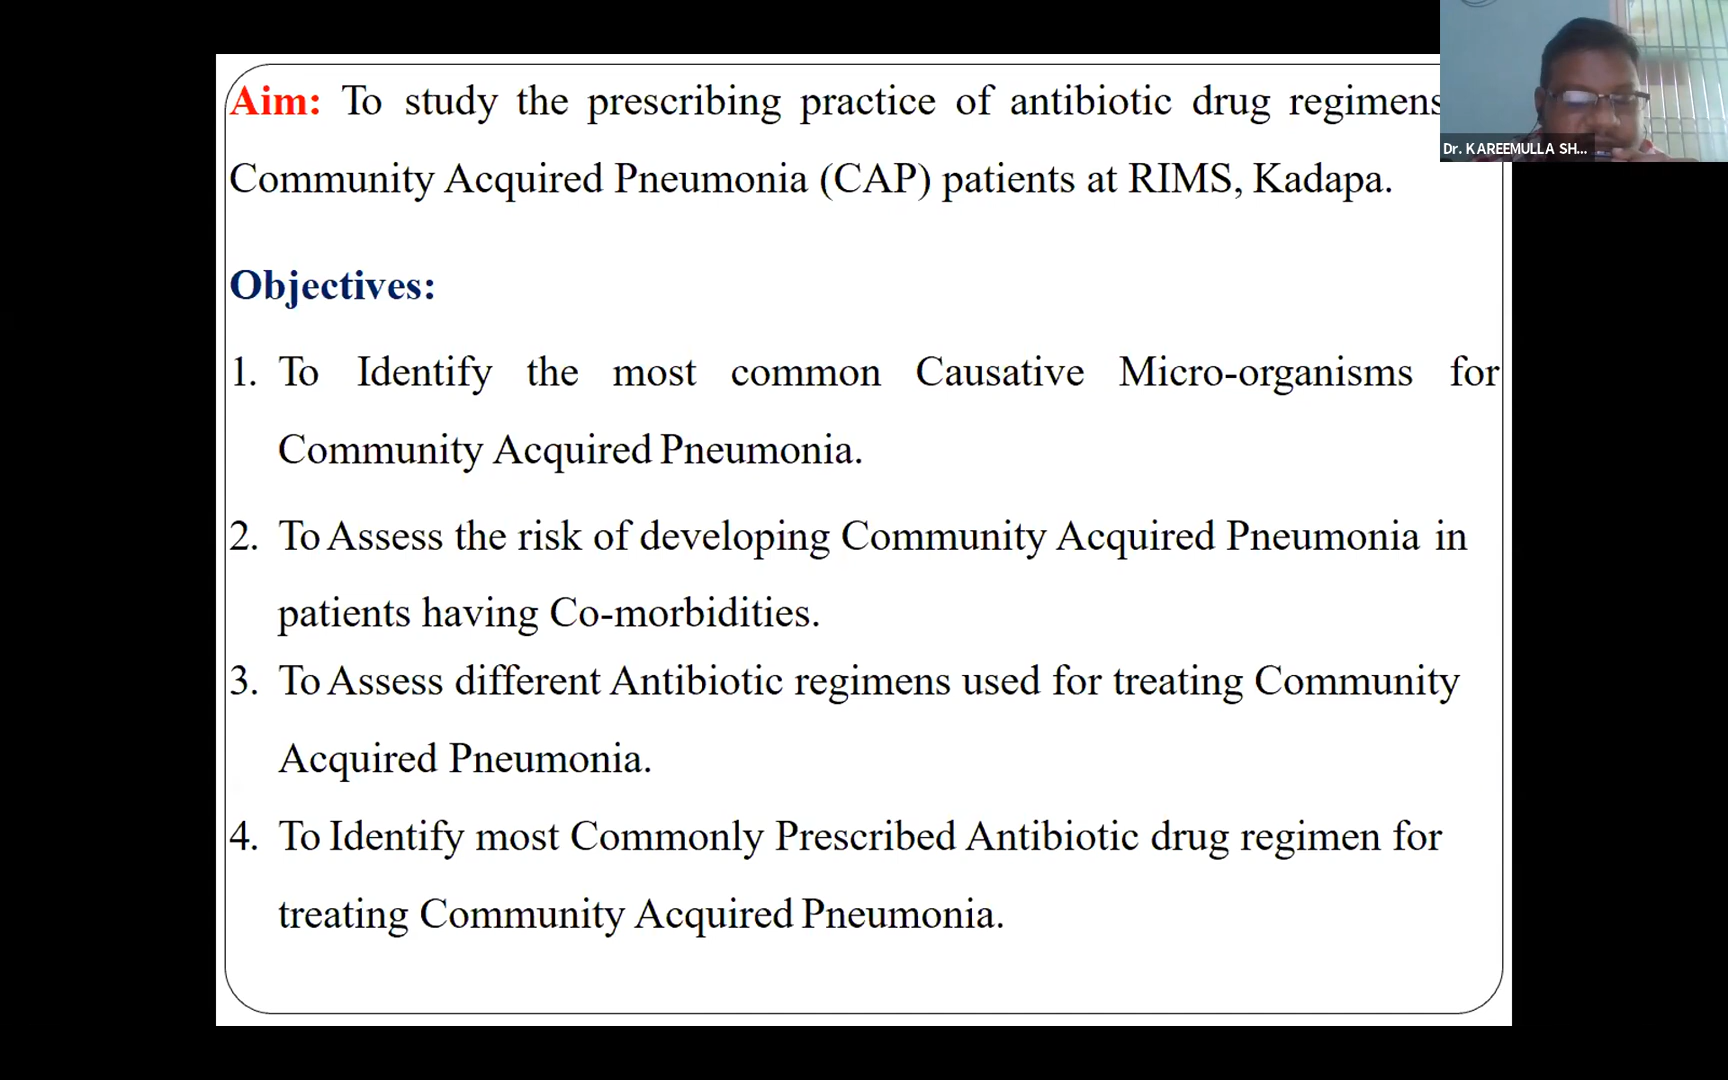 Aim: To study the prescribing practice of antibiotic drug regimens
Community Acquired Pneumonia (CAP) patients at RIMS, Kadapa.
Objectives:
1. To Identify the most common Causative Micro-organisms for
Community Acquired Pneumonia.
2. To Assess the risk of developing Community Acquired Pneumonia in
patients having Co-morbidities.
3. To Assess different Antibiotic regimens used for treating Community
Acquired Pneumonia.
4. To Identify most Commonly Prescribed Antibiotic drug regimen for
treating Community Acquired Pneumonia.
Dr. KAREEMULLA SH...